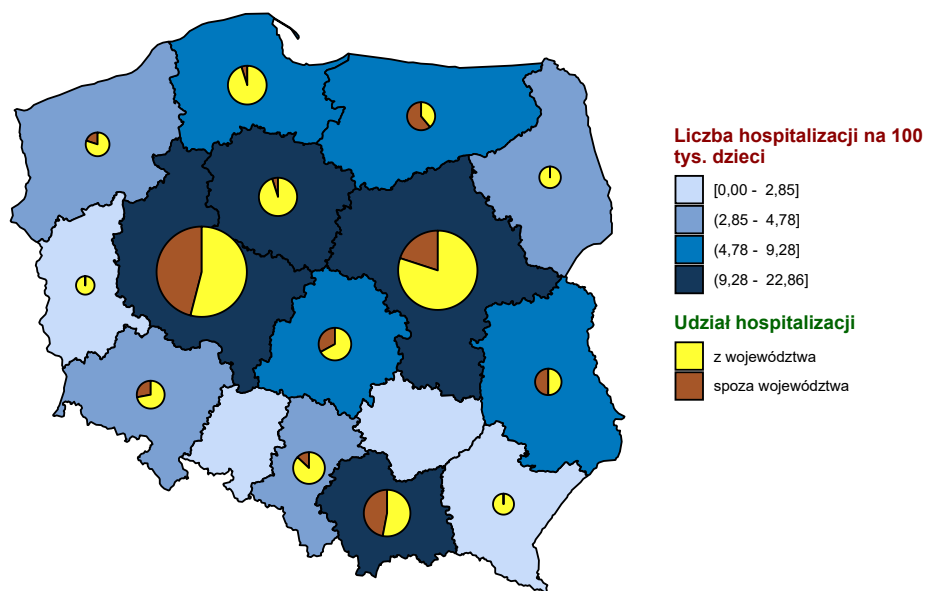 Liczba hospitalizacji na 100
tys. dzieci
[0,00 - 2,85]
(2,85 - 4,78]
(4,78 - 9,28]
(9,28 - 22,86]
Udział hospitalizacji
z województwa
spoza województwa